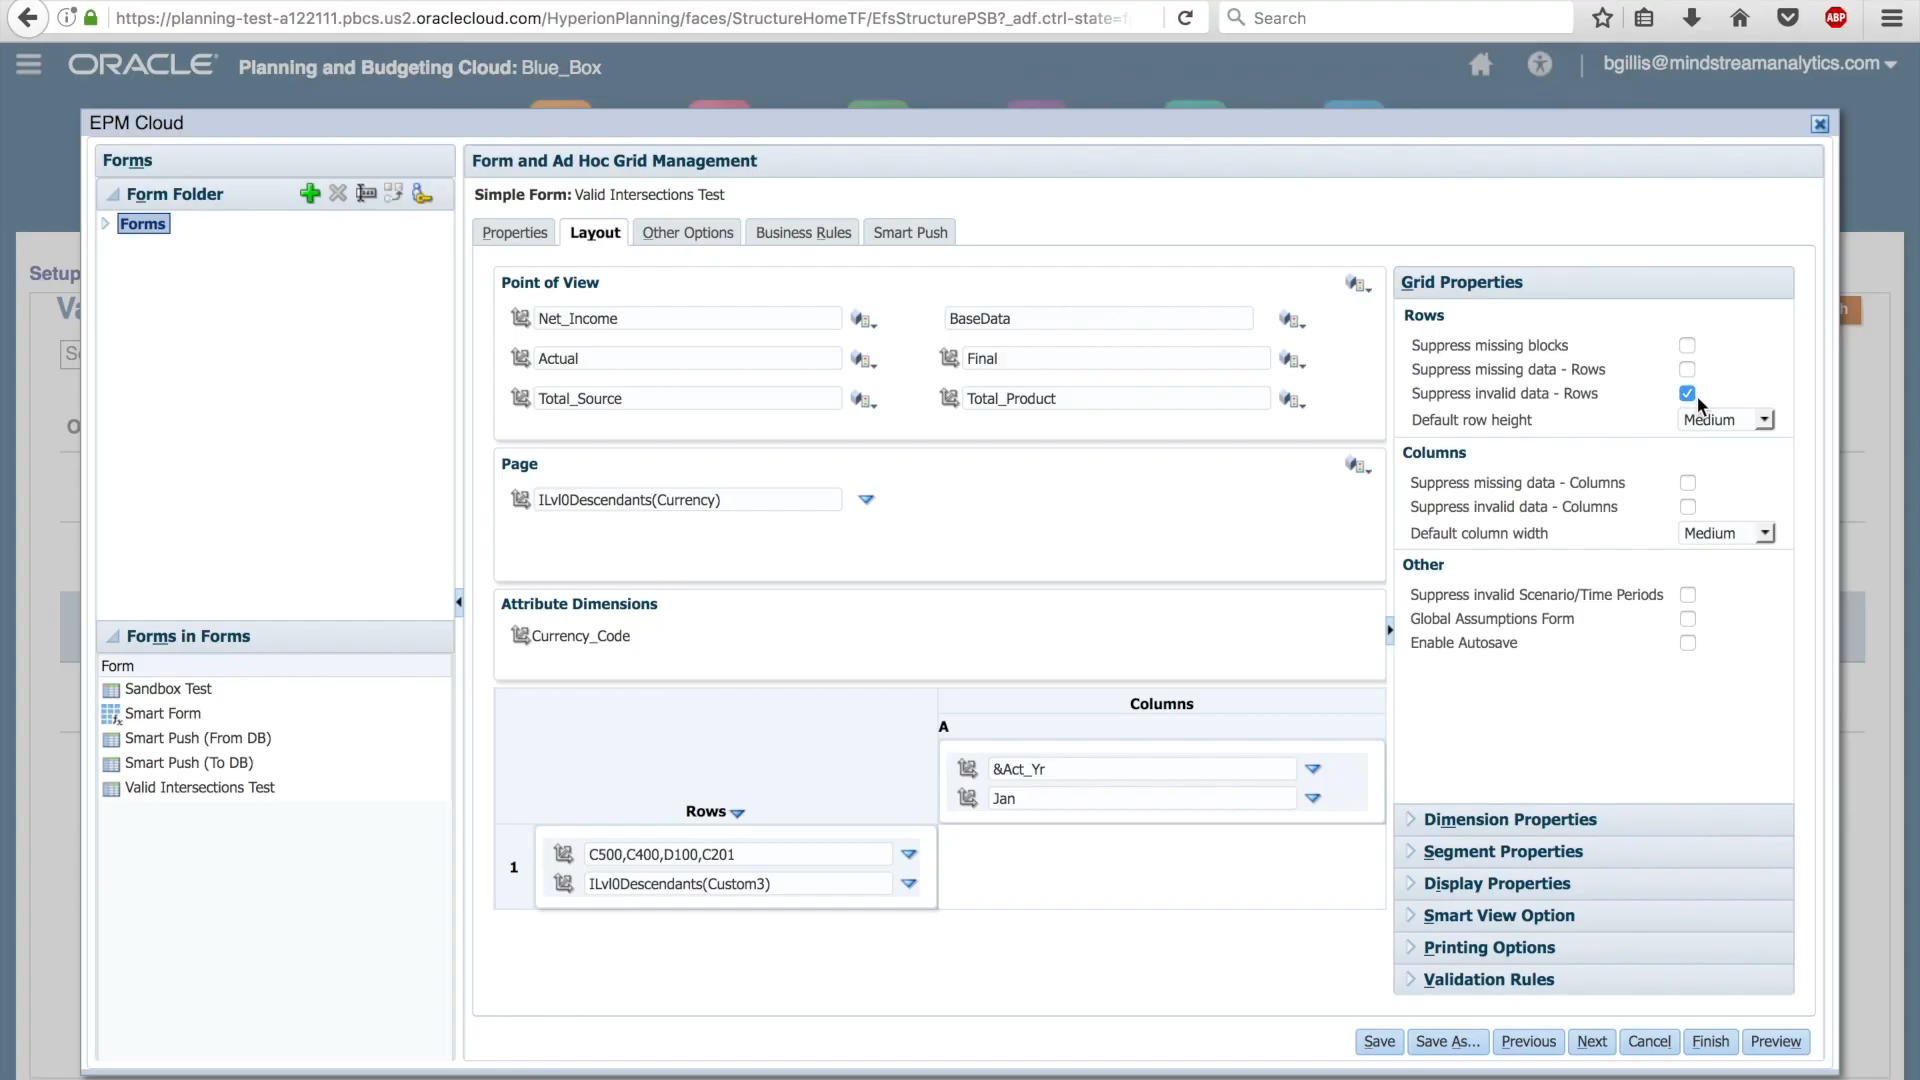 https://planning-test-a122111.pbcs.us2.oraclecloud.com/HyperionPlanning/faces/StructureHomeTF/EfsStructurePSB?_adf.ctrl-state=f
Search
ABP
ORACLE Planning and Budgeting Cloud: Blue_Box
bgillis@mindstreamanalytics.com
EPM Cloud
Setup
Forms
Form Folder
Forms
Forms in Forms
Form
Sandbox Test
Smart Form
Smart Push (From DB)
Smart Push (To DB)
Valid Intersections Test
Form and Ad Hoc Grid Management
Simple Form: Valid Intersections Test
Properties
Layout
Other Options
Business Rules
Smart Push
Point of View
Net_Income
BaseData
Actual
Final
Total_Source
Total_Product
Page
ILvl0Descendants(Currency)
Attribute Dimensions
Currency_Code
Columns
A
&Act_Yr
Jan
Rows
1
C500,C400,D100,C201
ILvl0Descendants(Custom3)
Grid Properties
Rows
Suppress missing blocks
Suppress missing data - Rows
Suppress invalid data - Rows
Default row height
Medium
Columns
Suppress missing data - Columns
Suppress invalid data - Columns
Default column width
Medium
Other
Suppress invalid Scenario/Time Periods
Global Assumptions Form
Enable Autosave
Dimension Properties
Segment Properties
Display Properties
Smart View Option
Printing Options
Validation Rules
Save
Save As...
Previous
Next
Cancel
Finish
Preview